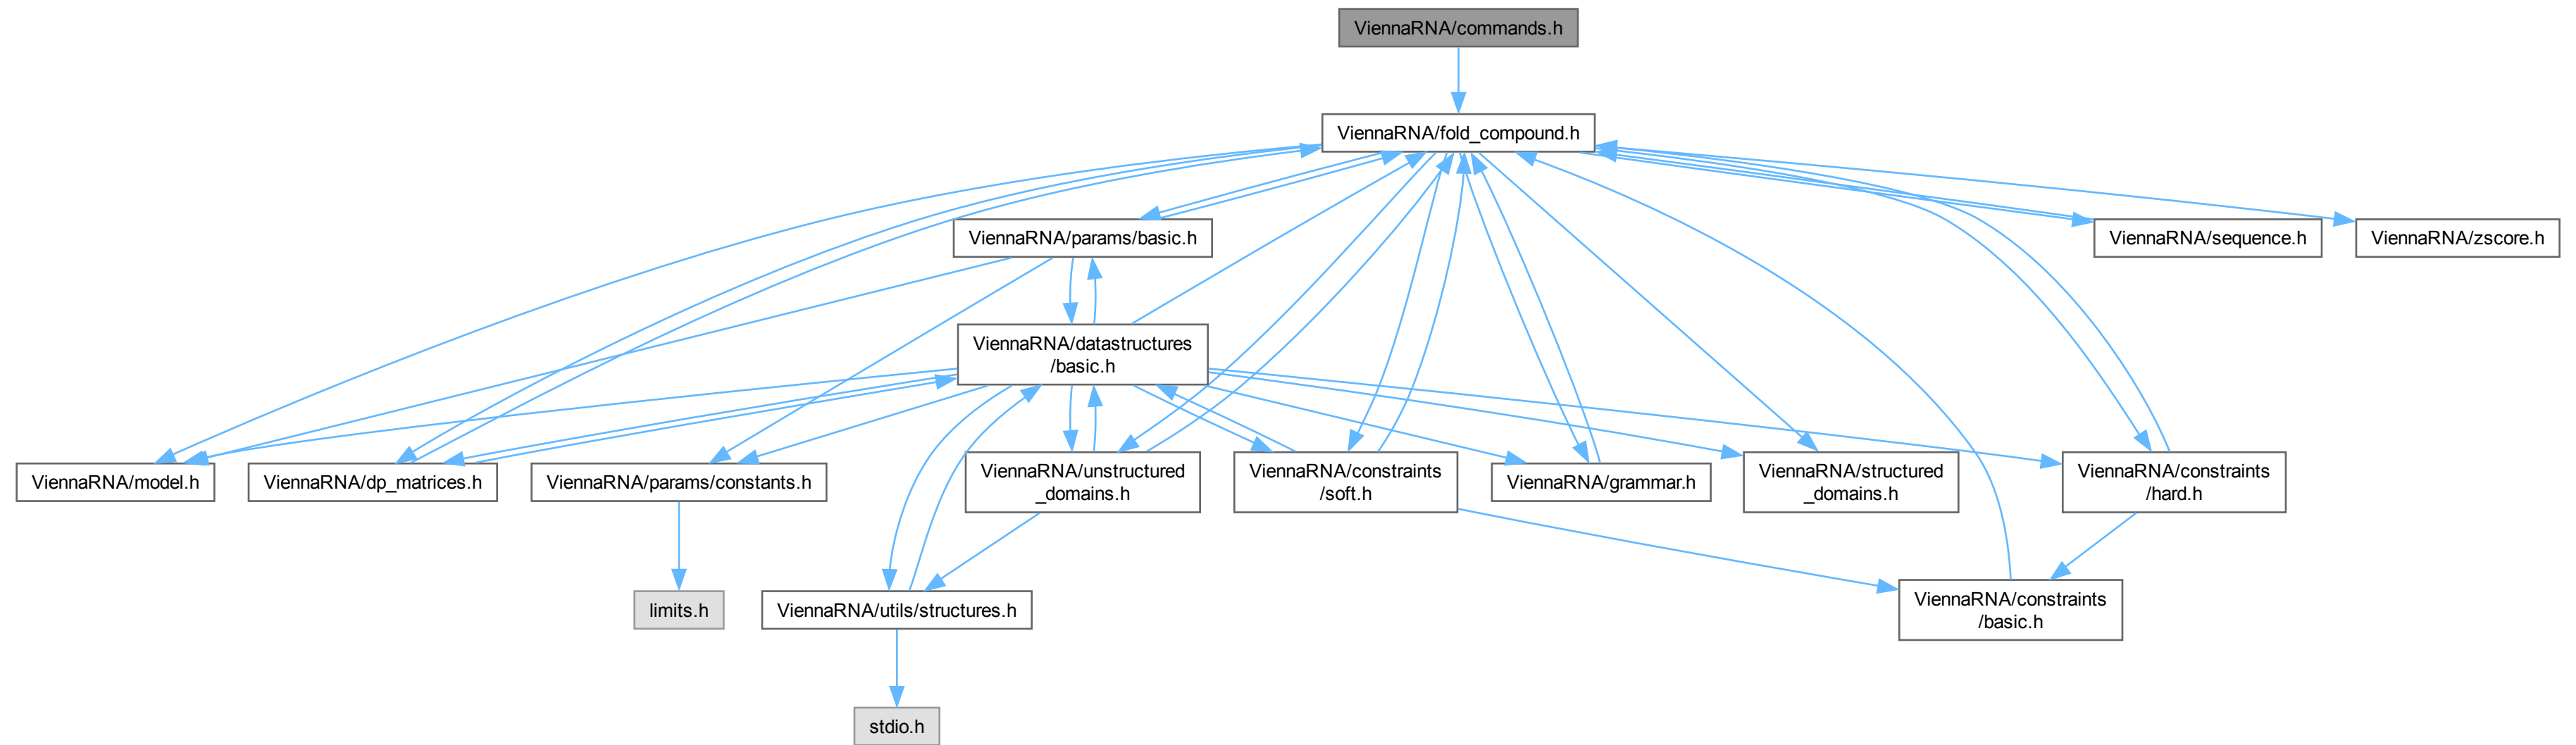 ViennaRNA/commands.h
ViennaRNA/fold_compound.h
ViennaRNA/params/basic.h
ViennaRNA/sequence.h
ViennaRNA/zscore.h
ViennaRNA/datastructures
/basic.h
ViennaRNA/model.h
ViennaRNA/dp_matrices.h
ViennaRNA/params/constants.h
ViennaRNA/unstructured
_domains.h
ViennaRNA/constraints
/soft.h
ViennaRNA/grammar.h
ViennaRNA/structured
_domains.h
ViennaRNA/constraints
/hard.h
limits.h
ViennaRNA/utils/structures.h
ViennaRNA/constraints
/basic.h
stdio.h